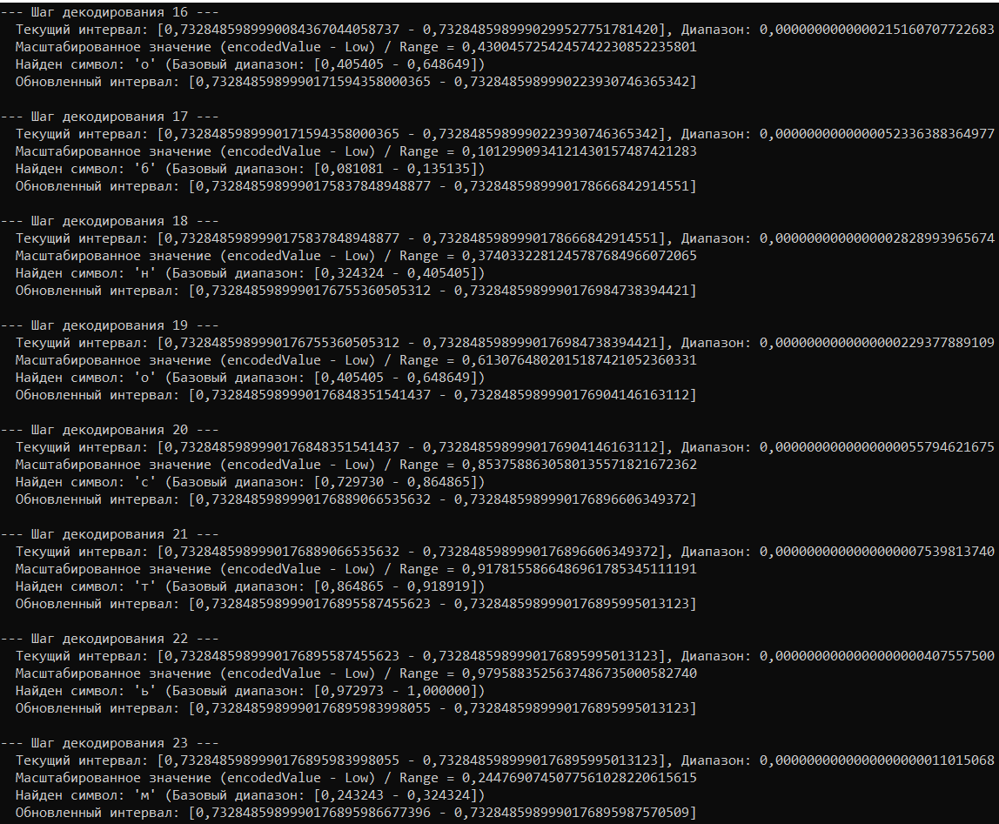 --- Шаг декодирования 16 ---
Текущий интервал: [0,7328485989990084367044058737 - 0,7328485989990299527751781420], Диапазон: 0,0000000000000215160707722683
Масштабированное значение (encodedValue - Low) / Range = 0,4300457254245742230852235801
Найден символ: 'о' (Базовый диапазон: [0,405405 - 0,648649])
Обновленный интервал: [0,7328485989990171594358000365 - 0,7328485989990223930746365342]
--- Шаг декодирования 17 ---
Текущий интервал: [0,7328485989990171594358000365 - 0,7328485989990223930746365342], Диапазон: 0,0000000000000052336388364977
Масштабированное значение (encodedValue - Low) / Range = 0,1012990934121430157487421283
Найден символ: 'б' (Базовый диапазон: [0,081081 - 0,135135])
Обновленный интервал: [0,7328485989990175837848948877 - 0,7328485989990178666842914551]
--- Шаг декодирования 18 ---
Текущий интервал: [0,7328485989990175837848948877 - 0,7328485989990178666842914551], Диапазон: 0,0000000000000002828993965674
Масштабированное значение (encodedValue - Low) / Range = 0,3740332281245787684966072065
Найден символ: 'н' (Базовый диапазон: [0,324324 - 0,405405])
Обновленный интервал: [0,7328485989990176755360505312 - 0,7328485989990176984738394421]
--- Шаг декодирования 19 ---
Текущий интервал: [0,7328485989990176755360505312 - 0,7328485989990176984738394421], Диапазон: 0,0000000000000000229377889109
Масштабированное значение (encodedValue - Low) / Range = 0,6130764802015187421052360331
Найден символ: 'о' (Базовый диапазон: [0,405405 - 0,648649])
Обновленный интервал: [0,7328485989990176848351541437 - 0,7328485989990176904146163112]
--- Шаг декодирования 20 ---
Текущий интервал: [0,7328485989990176848351541437 - 0,7328485989990176904146163112], Диапазон: 0,0000000000000000055794621675
Масштабированное значение (encodedValue - Low) / Range = 0,8537588630580135571821672362
Найден символ: 'с' (Базовый диапазон: [0,729730 - 0,864865])
Обновленный интервал: [0,7328485989990176889066535632 - 0,7328485989990176896606349372]
--- Шаг декодирования 21 ---
Текущий интервал: [0,7328485989990176889066535632 - 0,7328485989990176896606349372], Диапазон: 0,0000000000000000007539813740
Масштабированное значение (encodedValue - Low) / Range = 0,9178155866486961785345111191
Найден символ: 'т' (Базовый диапазон: [0,864865 - 0,918919])
Обновленный интервал: [0,7328485989990176895587455623 - 0,7328485989990176895995013123]
--- Шаг декодирования 22 ---
Текущий интервал: [0,7328485989990176895587455623 - 0,7328485989990176895995013123], Диапазон: 0,0000000000000000000407557500
Масштабированное значение (encodedValue - Low) / Range = 0,9795883525637486735000582740
Найден символ: 'ь' (Базовый диапазон: [0,972973 - 1,000000])
Обновленный интервал: [0,7328485989990176895983998055 - 0,7328485989990176895995013123]
--- Шаг декодирования 23 ---
Текущий интервал: [0,7328485989990176895983998055 - 0,7328485989990176895995013123], Диапазон: 0,0000000000000000000011015068
Масштабированное значение (encodedValue - Low) / Range = 0,2447690745077561028220615615
Найден символ: 'м' (Базовый диапазон: [0,243243 - 0,324324])
Обновленный интервал: [0,7328485989990176895986677396 - 0,7328485989990176895987570509]